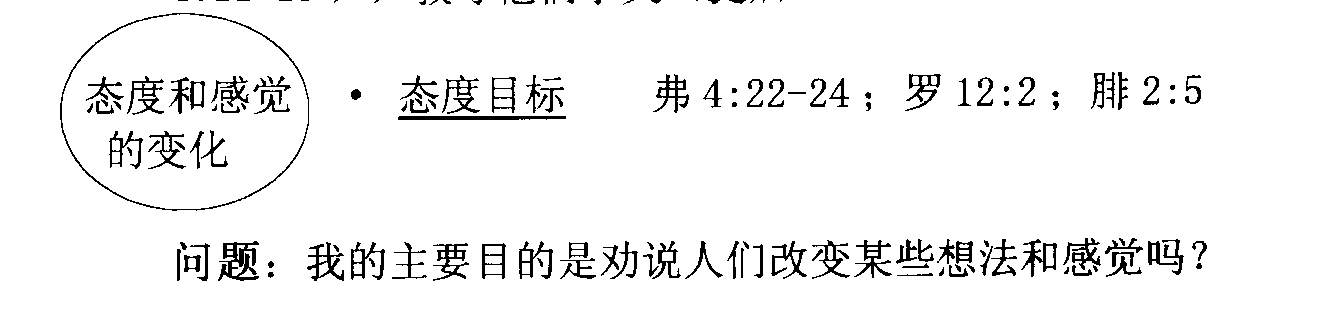 态度和感觉
的变化
• 态度目标 弗 4:22-24；罗 12:2；腓 2:5
问题：我的主要目的是劝说人们改变某些想法和感觉吗？